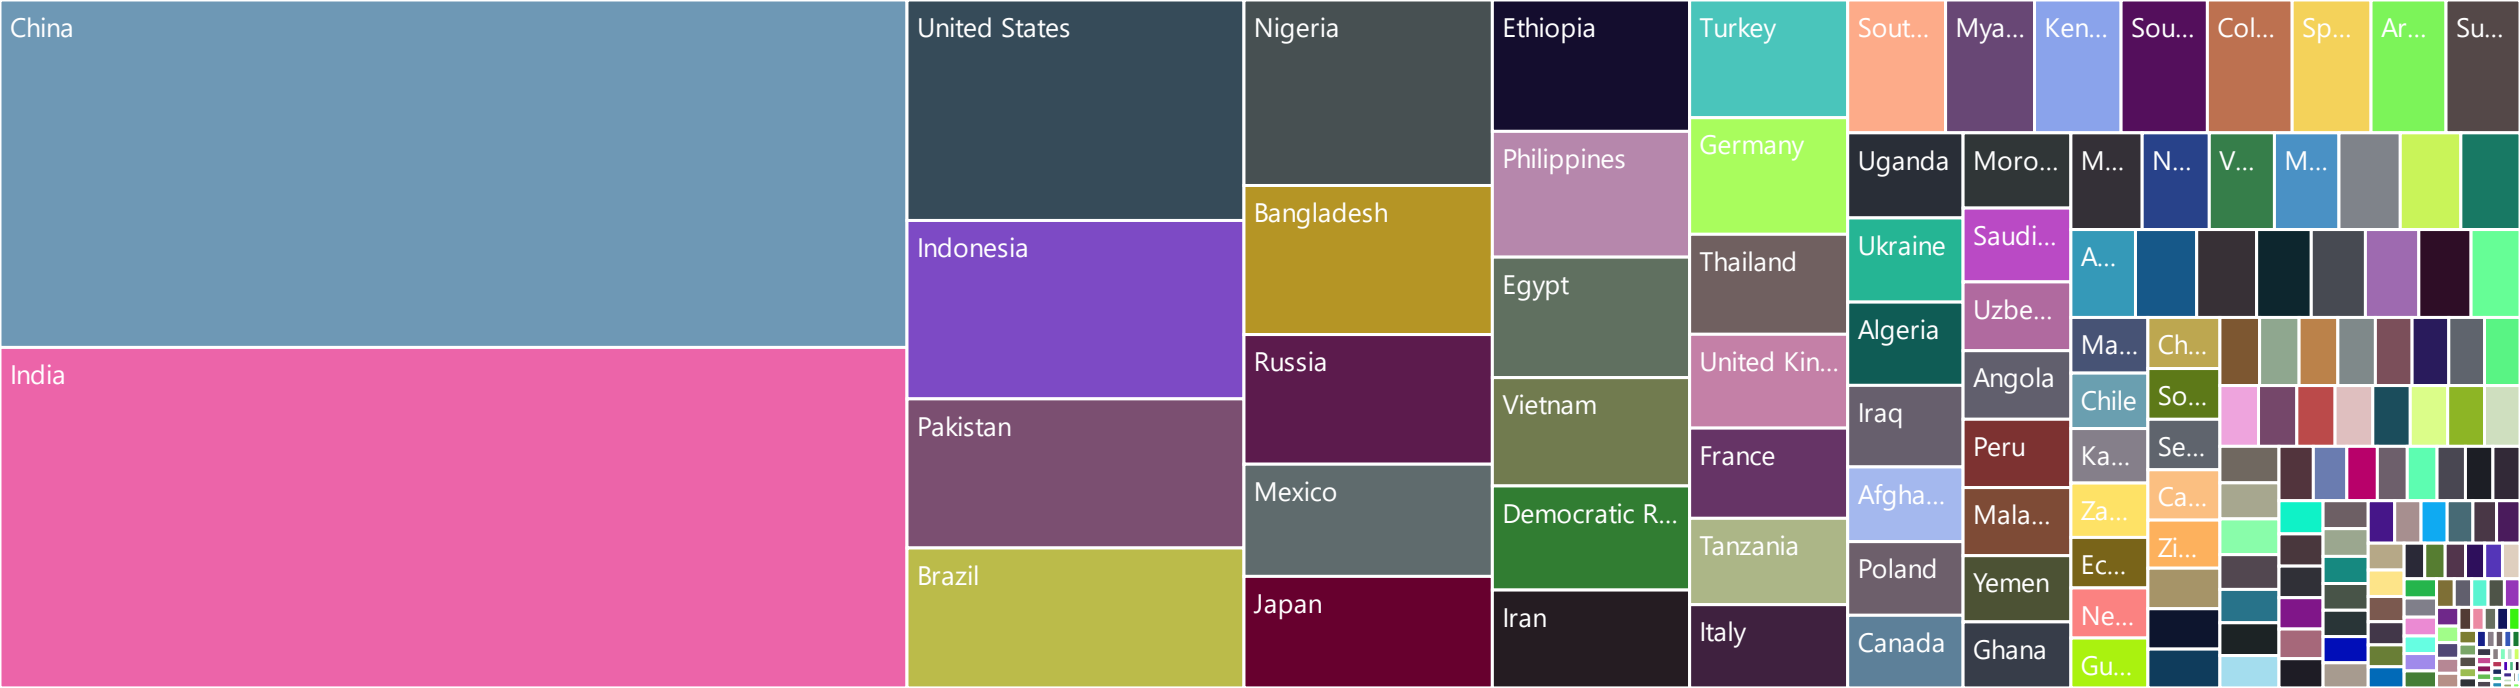 China
India
United States
Indonesia
Pakistan
Brazil
Nigeria
Bangladesh
Russia
Mexico
Japan
Ethiopia
Philippines
Egypt
Vietnam
Democratic R...
Iran
Turkey
Germany
Thailand
United Kin...
France
Tanzania
Italy
Sout...
Mya...
Ken...
Sou...
Col...
Sp...
Ar...
Su...
Uganda
Ukraine
Algeria
Iraq
Afgha...
Poland
Canada
Moro...
Saudi...
Uzbe...
Angola
Peru
Mala...
Yemen
Ghana
M...
N...
V...
M...
A...
Ma...
Chile
Ka...
Za...
Ec...
Ne...
Gu...
Ch...
So...
Se...
Ca...
Zi...